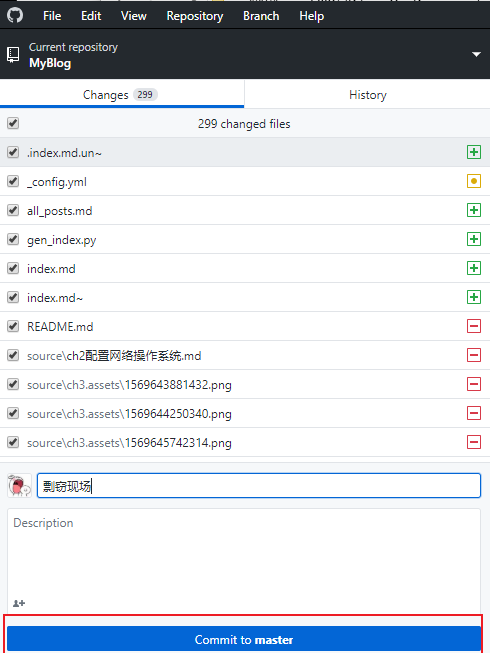 File Edit View Repository Branch Help
Current repository
MyBlog
Changes 299 History
299 changed files
.index.md.un~
_config.yml
all_posts.md
gen_index.py
index.md
index.md~
README.md
source\ch2配置网络操作系统.md
source\ch3.assets\1569643881432.png
source\ch3.assets\1569644250340.png
source\ch3.assets\1569645742314.png
剽窃现场
Description
Commit to master